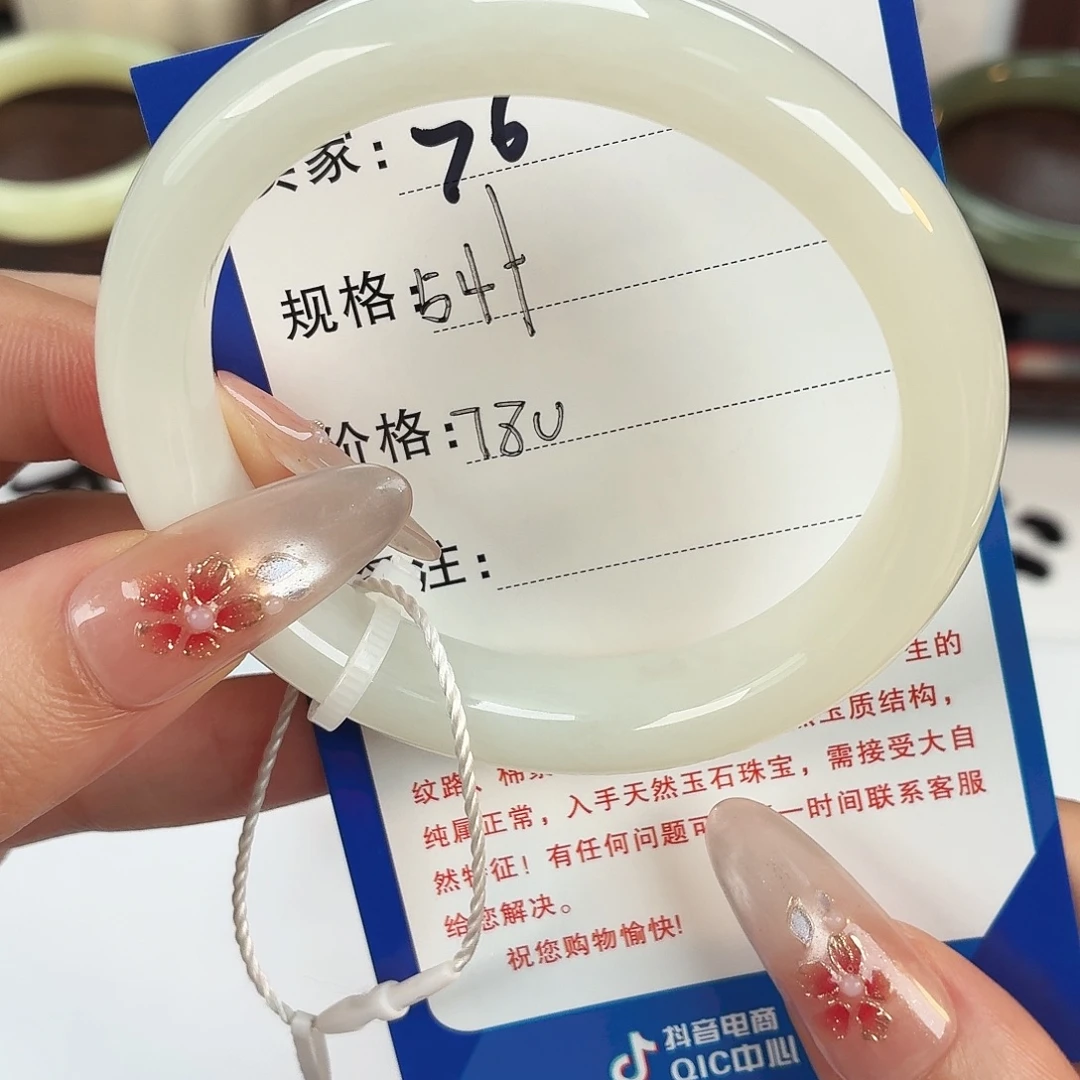 家：76
规格：54
价格：780
注：
生的
纹路、棉 玉质结构，
纯属正常，入手天然玉石珠宝，需接受大自
然特征！有任何问题可 一时间联系客服
给您解决。
祝您购物愉快!
抖音电商
QIC中心